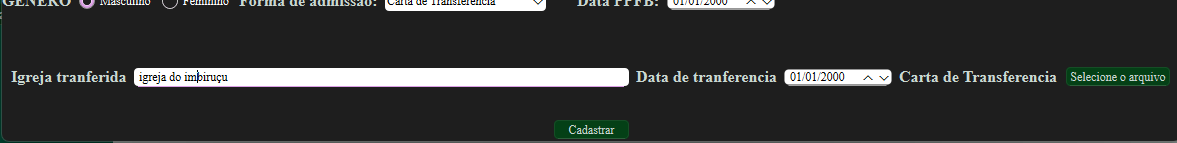 GENERO Masculino Feminino Forma de admissão: Carta de Transferencia Data PPFB: 01/01/2000
Igreja tranferida igreja do imbiruçu Data de tranferencia 01/01/2000 Carta de Transferencia Selecione o arquivo
Cadastrar